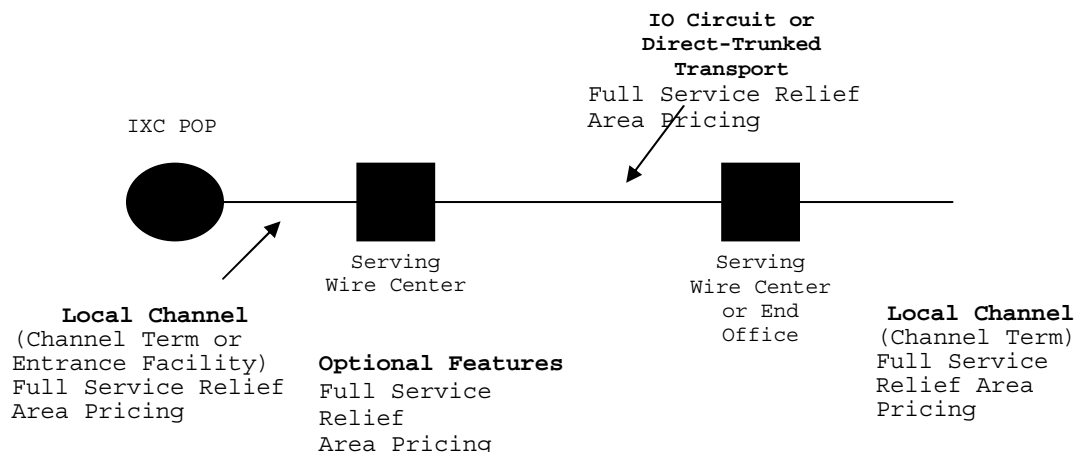 IO Circuit or
Direct-Trunked
Transport
Full Service Relief
Area Pricing
IXC POP
Serving
Wire Center
Serving
Wire Center
or End
Office
Local Channel
(Channel Term or
Entrance Facility)
Full Service Relief
Area Pricing
Optional Features
Full Service
Relief
Area Pricing
Local Channel
(Channel Term)
Full Service
Relief Area
Pricing